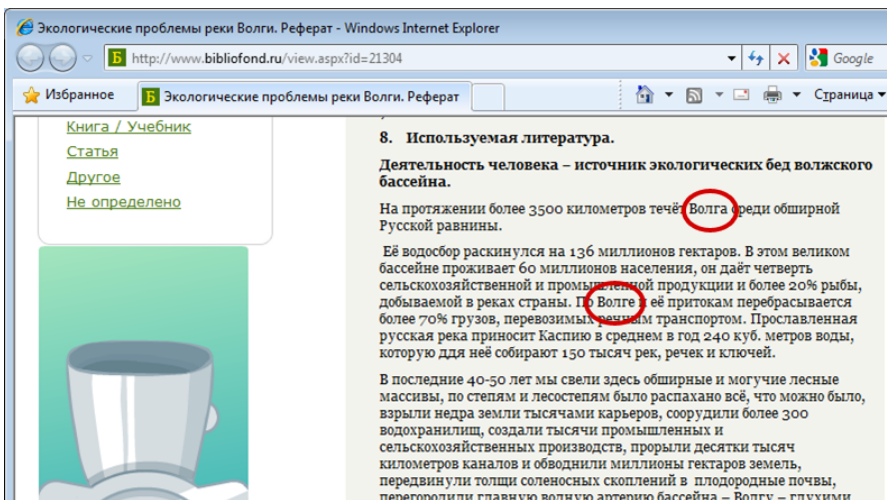 Экологические проблемы реки Волги. Реферат - Windows Internet Explorer
http://www.bibliofond.ru/view.aspx?id=21304
Google
Избранное
Экологические проблемы реки Волги. Реферат
Страница
Книга / Учебник
Статья
Другое
Не определено
8. Используемая литература.
Деятельность человека – источник экологических бед волжского
бассейна.
На протяжении более 3500 километров течёт Волга среди обширной
Русской равнины.
Её водосбор раскинулся на 136 миллионов гектаров. В этом великом
бассейне проживает 60 миллионов населения, он даёт четверть
сельскохозяйственной и промышленной продукции и более 20% рыбы,
добываемой в реках страны. По Волге и её притокам перебрасывается
более 70% грузов, перевозимых речным транспортом. Прославленная
русская река приносит Каспию в среднем в год 240 куб. метров воды,
которую ддя неё собирают 150 тысяч рек, речек и ключей.
В последние 40-50 лет мы свели здесь обширные и могучие лесные
массивы, по степям и лесостепям было распахано всё, что можно было,
взрыли недра земли тысячами карьеров, соорудили более 300
водохранилищ, создали тысячи промышленных и
сельскохозяйственных производств, прорыли десятки тысяч
километров каналов и обводнили миллионы гектаров земель,
передвинули толщи соленосных скоплений в плодородные почвы,
перегородили главную водную артерию бассейна – Волгу – глухими